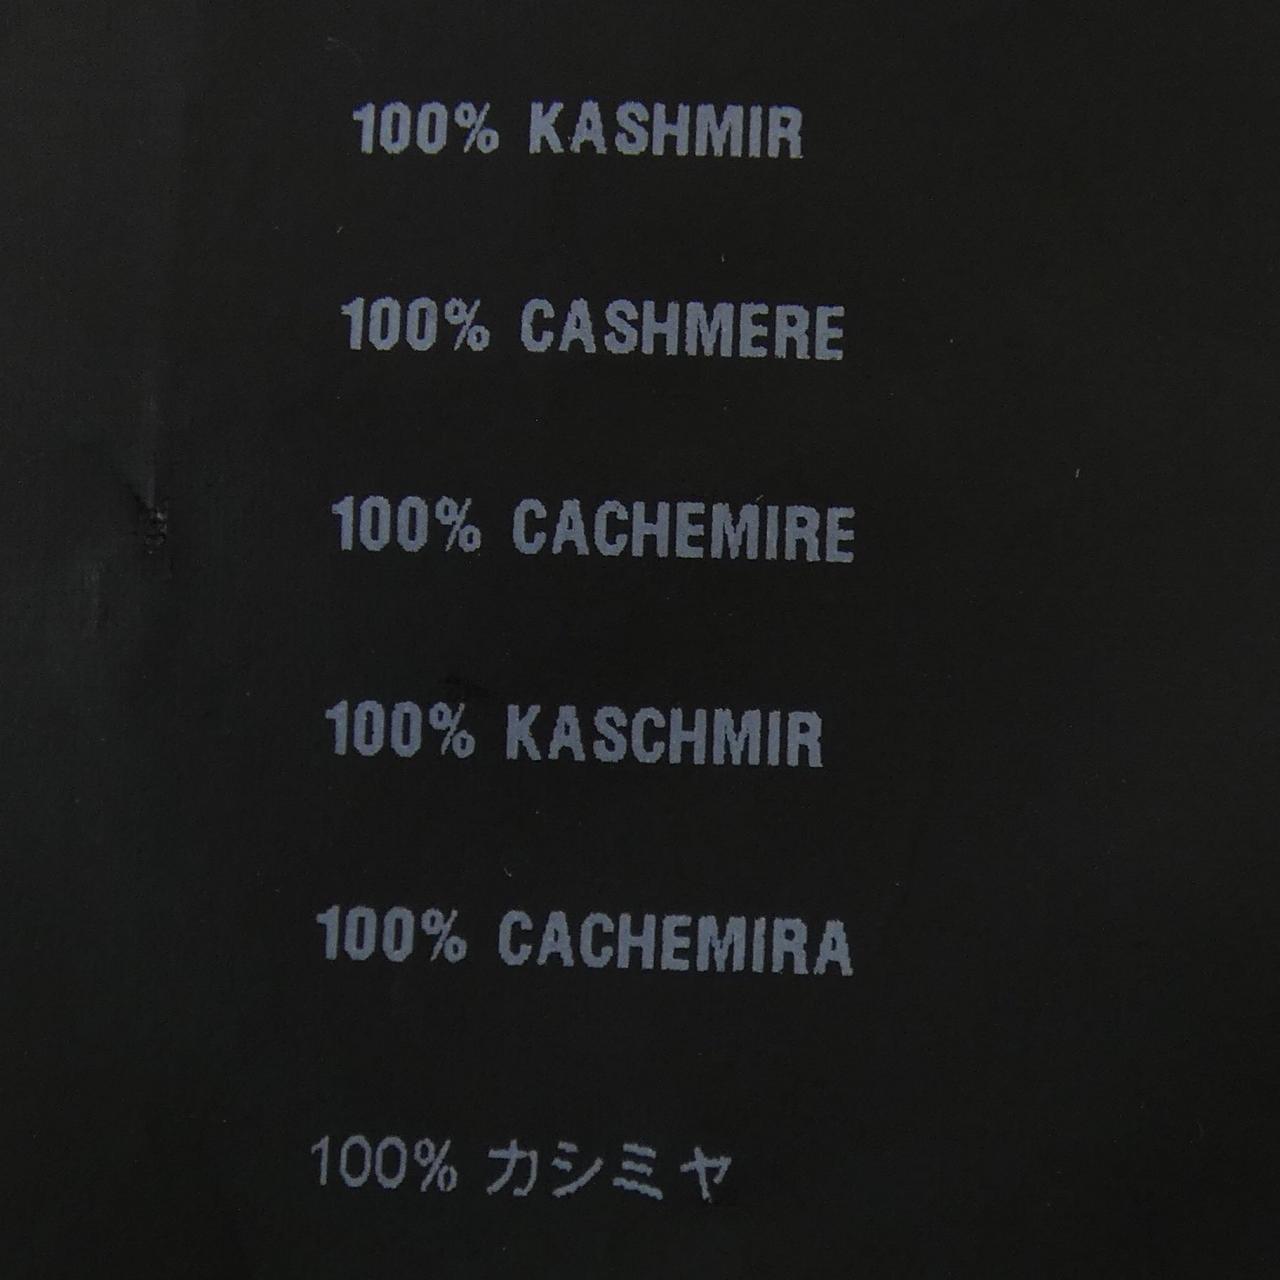 100% KASHMIR
100% CASHMERE
100% CACHEMIRE
100% KASCHMIR
100% CACHEMIRA
100% カシミヤ